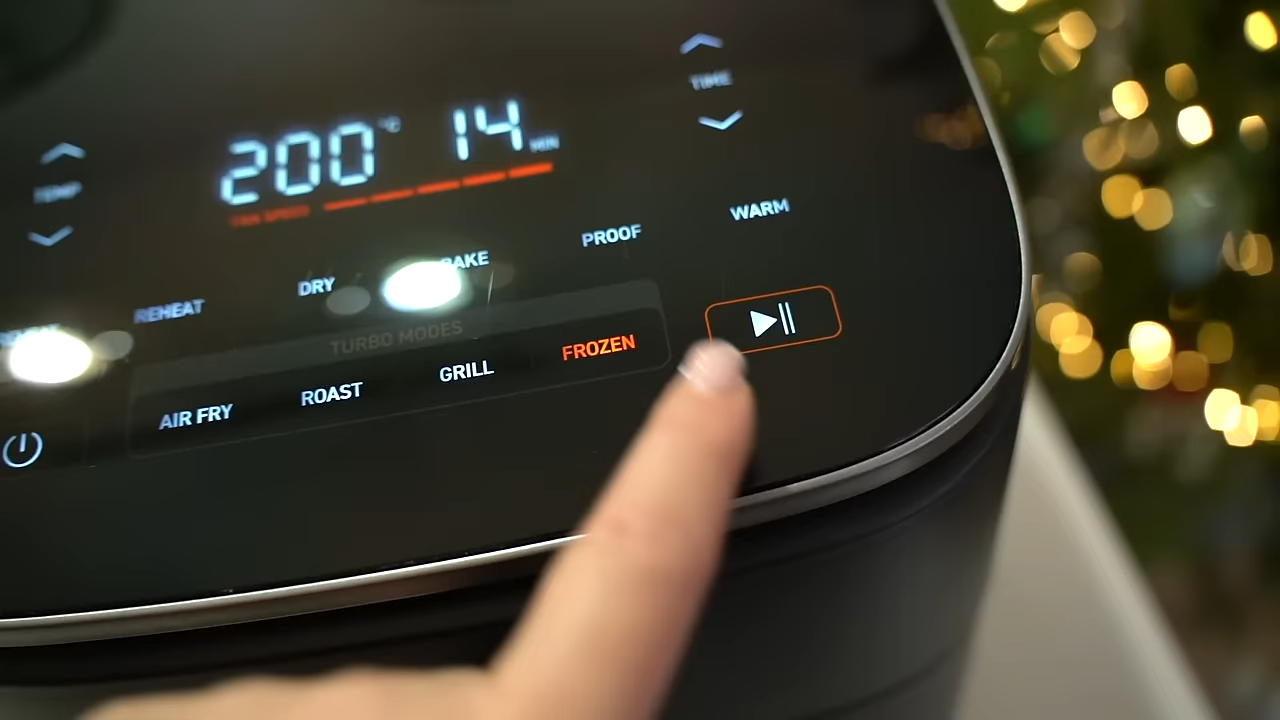 TIME
200 °C 14 MIN
TEMP
FAN SPEED
WARM
PROOF
BAKE
DRY
REHEAT
TURBO MODES
AIR FRY ROAST GRILL FROZEN